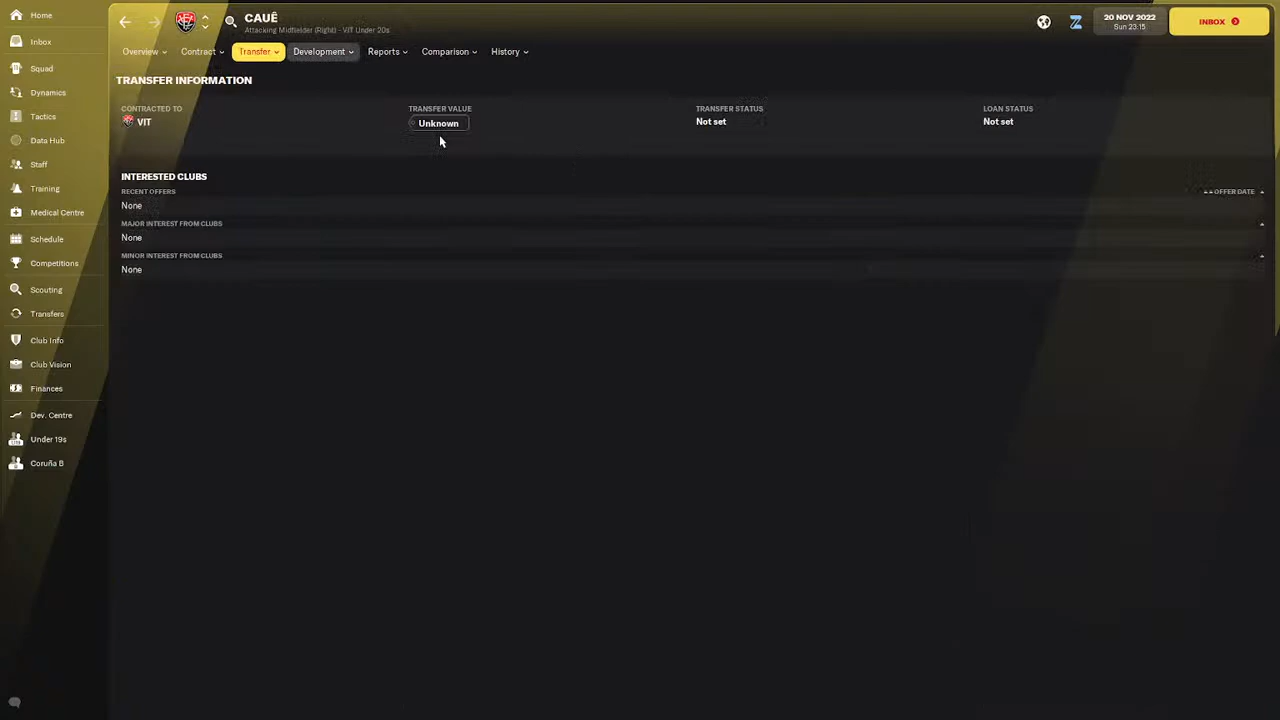 Home
Inbox
Squad
Dynamics
Tactics
Data Hub
Staff
Training
Medical Centre
Schedule
Competitions
Scouting
Transfers
Club Info
Club Vision
Finances
Dev. Centre
Under 19s
Coruña B
CAUÊ
Attacking Midfielder (Right) - VIT Under 20s
20 NOV 2022
Sun 23:15
INBOX
Overview
Contract
Transfer
Development
Reports
Comparison
History
TRANSFER INFORMATION
CONTRACTED TO
VIT
TRANSFER VALUE
Unknown
TRANSFER STATUS
Not set
LOAN STATUS
Not set
INTERESTED CLUBS
RECENT OFFERS
OFFER DATE
None
MAJOR INTEREST FROM CLUBS
None
MINOR INTEREST FROM CLUBS
None